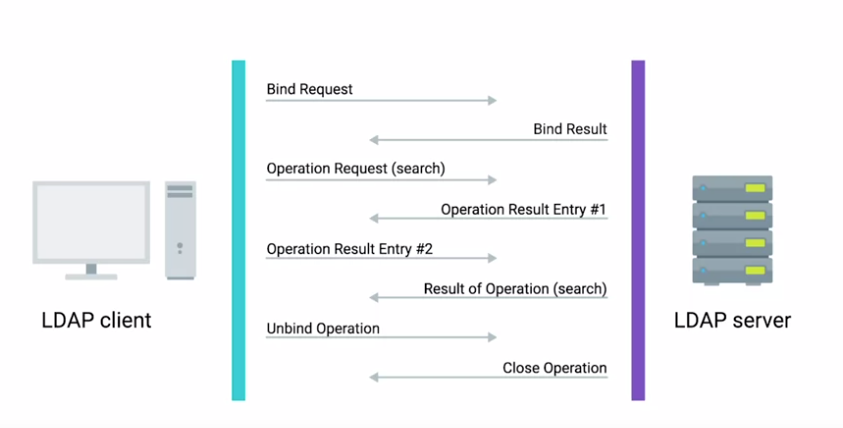 Bind Request
Bind Result
Operation Request (search)
Operation Result Entry #1
Operation Result Entry #2
Result of Operation (search)
Unbind Operation
Close Operation
LDAP client
LDAP server